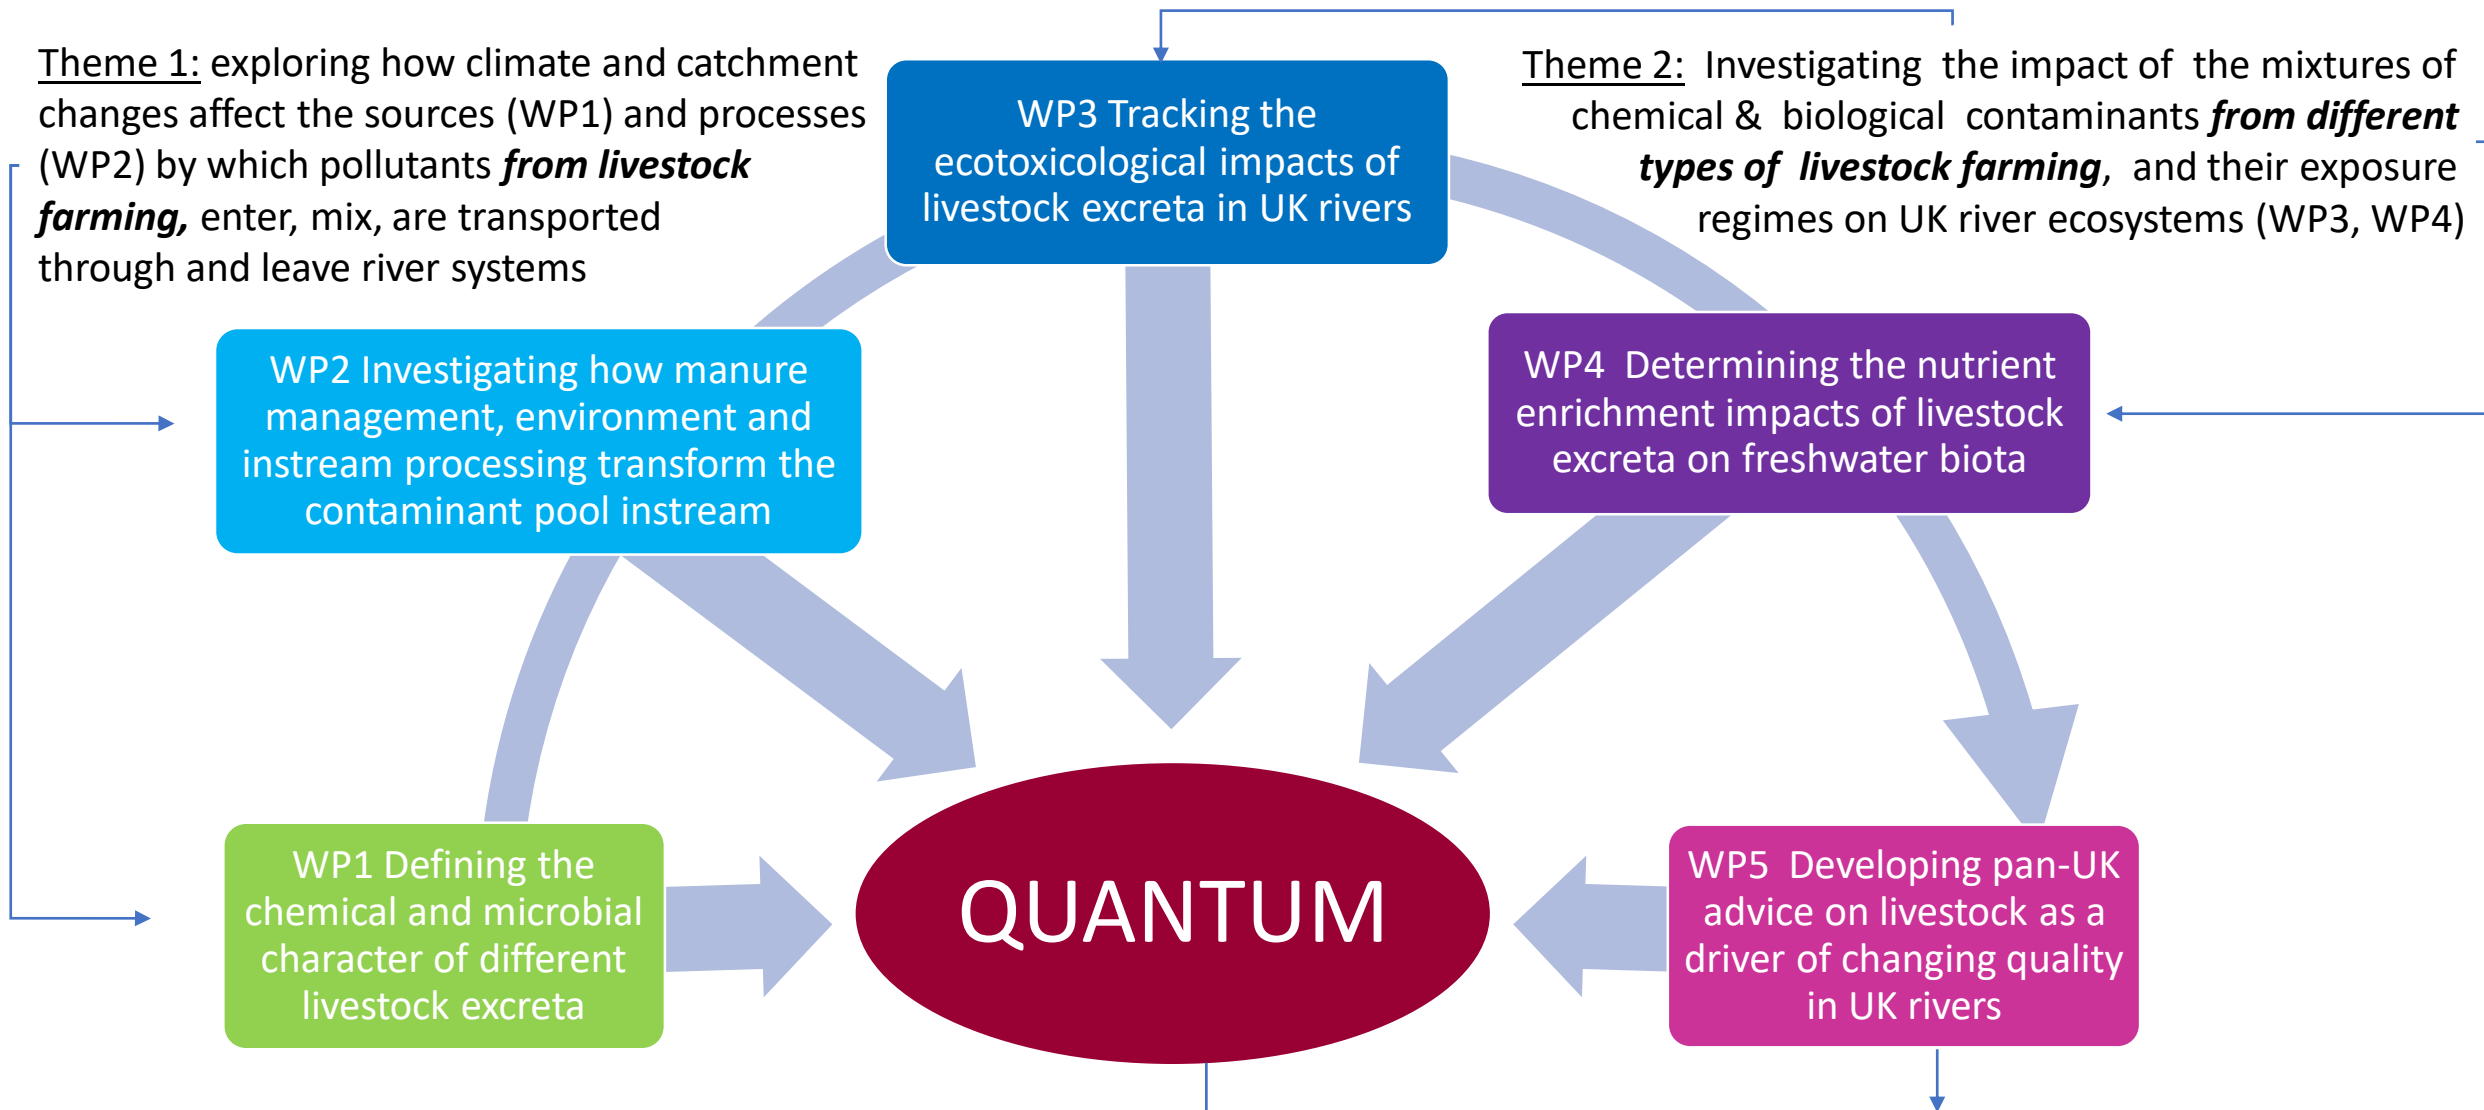 Theme 1: exploring how climate and catchment
changes affect the sources (WP1) and processes
(WP2) by which pollutants from livestock
farming, enter, mix, are transported
through and leave river systems
WP3 Tracking the
ecotoxicological impacts of
livestock excreta in UK rivers
Theme 2: Investigating the impact of the mixtures of
chemical & biological contaminants from different
types of livestock farming, and their exposure
regimes on UK river ecosystems (WP3, WP4)
WP2 Investigating how manure
management, environment and
instream processing transform the
contaminant pool instream
WP4 Determining the nutrient
enrichment impacts of livestock
excreta on freshwater biota
WP1 Defining the
chemical and microbial
character of different
livestock excreta
QUANTUM
WP5 Developing pan-UK
advice on livestock as a
driver of changing quality
in UK rivers